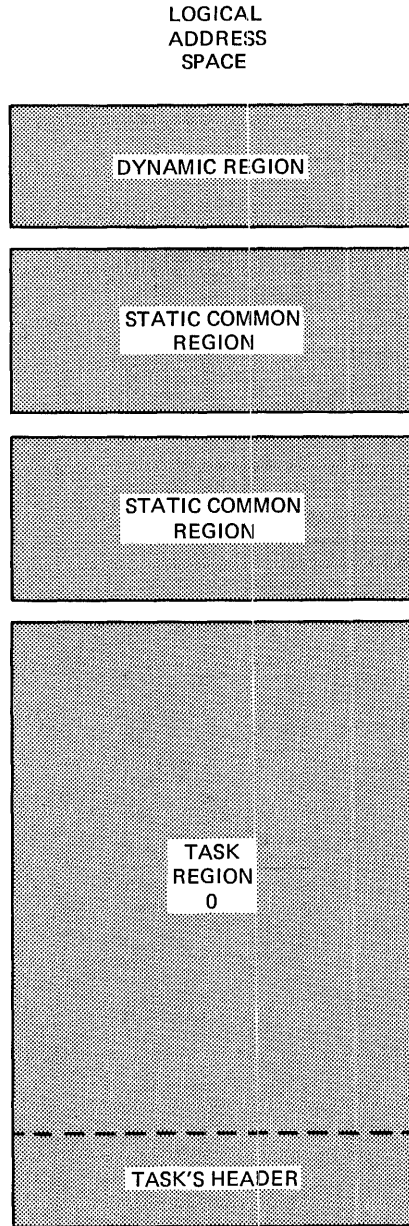 LOGICAL
ADDRESS
SPACE
DYNAMIC REGION
STATIC COMMON
REGION
STATIC COMMON
REGION
TASK
REGION
0
TASK'S HEADER